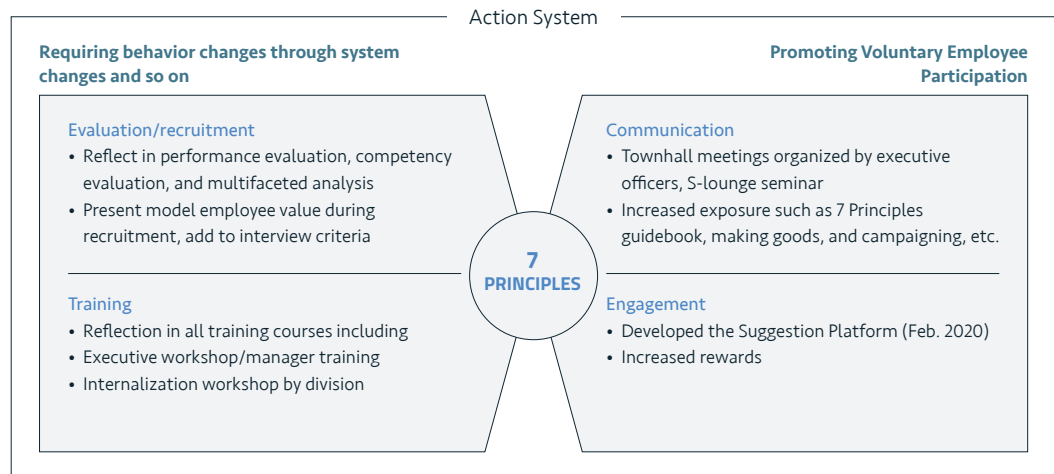 Action System
Requiring behavior changes through system
changes and so on
Evaluation/recruitment
• Reflect in performance evaluation, competency
evaluation, and multifaceted analysis
• Present model employee value during
recruitment, add to interview criteria
Training
• Reflection in all training courses including
• Executive workshop/manager training
• Internalization workshop by division
7
PRINCIPLES
Promoting Voluntary Employee
Participation
Communication
• Townhall meetings organized by executive
officers, S-lounge seminar
• Increased exposure such as 7 Principles
guidebook, making goods, and campaigning, etc.
Engagement
• Developed the Suggestion Platform (Feb. 2020)
• Increased rewards